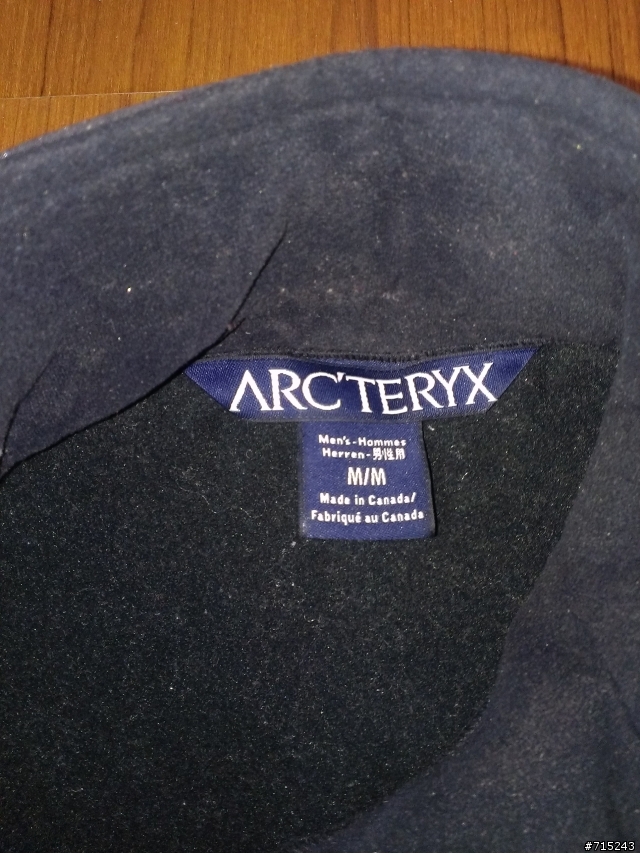 ARC'TERYX
Men's-Hommes
Herren-男性用
M/M
Made in Canada/
Fabriqué au Canada
#715243